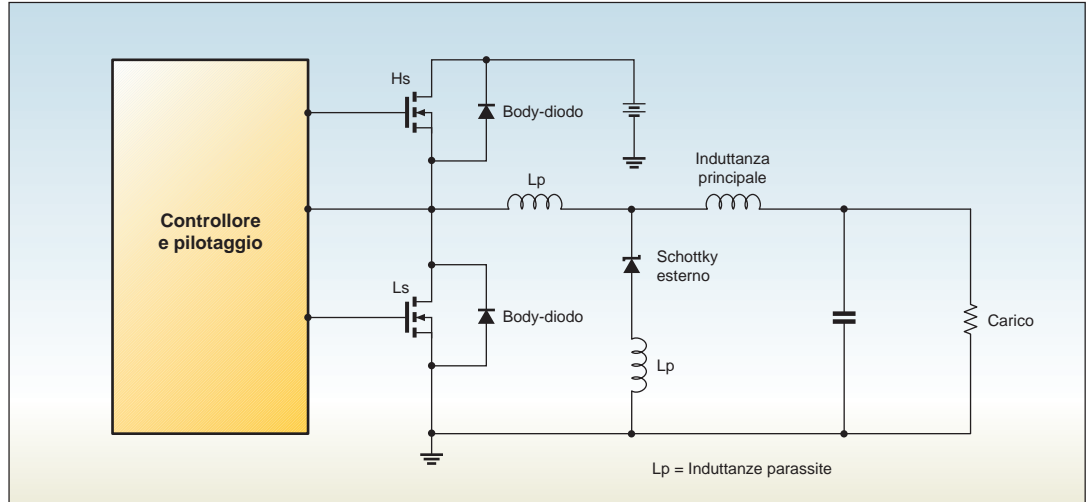 Hs
Body-diodo
Lp
Induttanza
principale
Controllore
e pilotaggio
Schottky
esterno
Ls
Body-diodo
Carico
Lp
Lp = Induttanze parassite